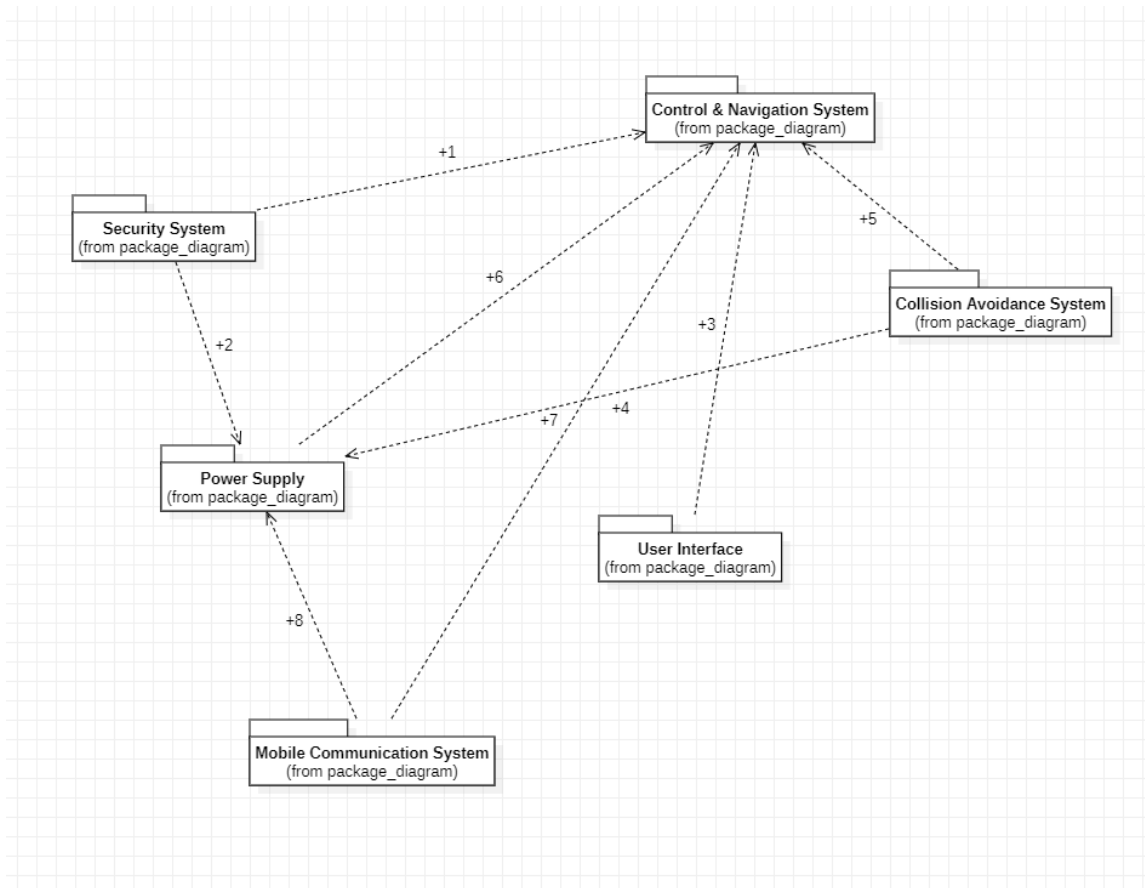 Control & Navigation System
(from package_diagram)
+1
Security System
(from package_diagram)
+5
+6
Collision Avoidance System
(from package_diagram)
+3
+2
+4
+7
Power Supply
(from package_diagram)
User Interface
(from package_diagram)
+8
Mobile Communication System
(from package_diagram)